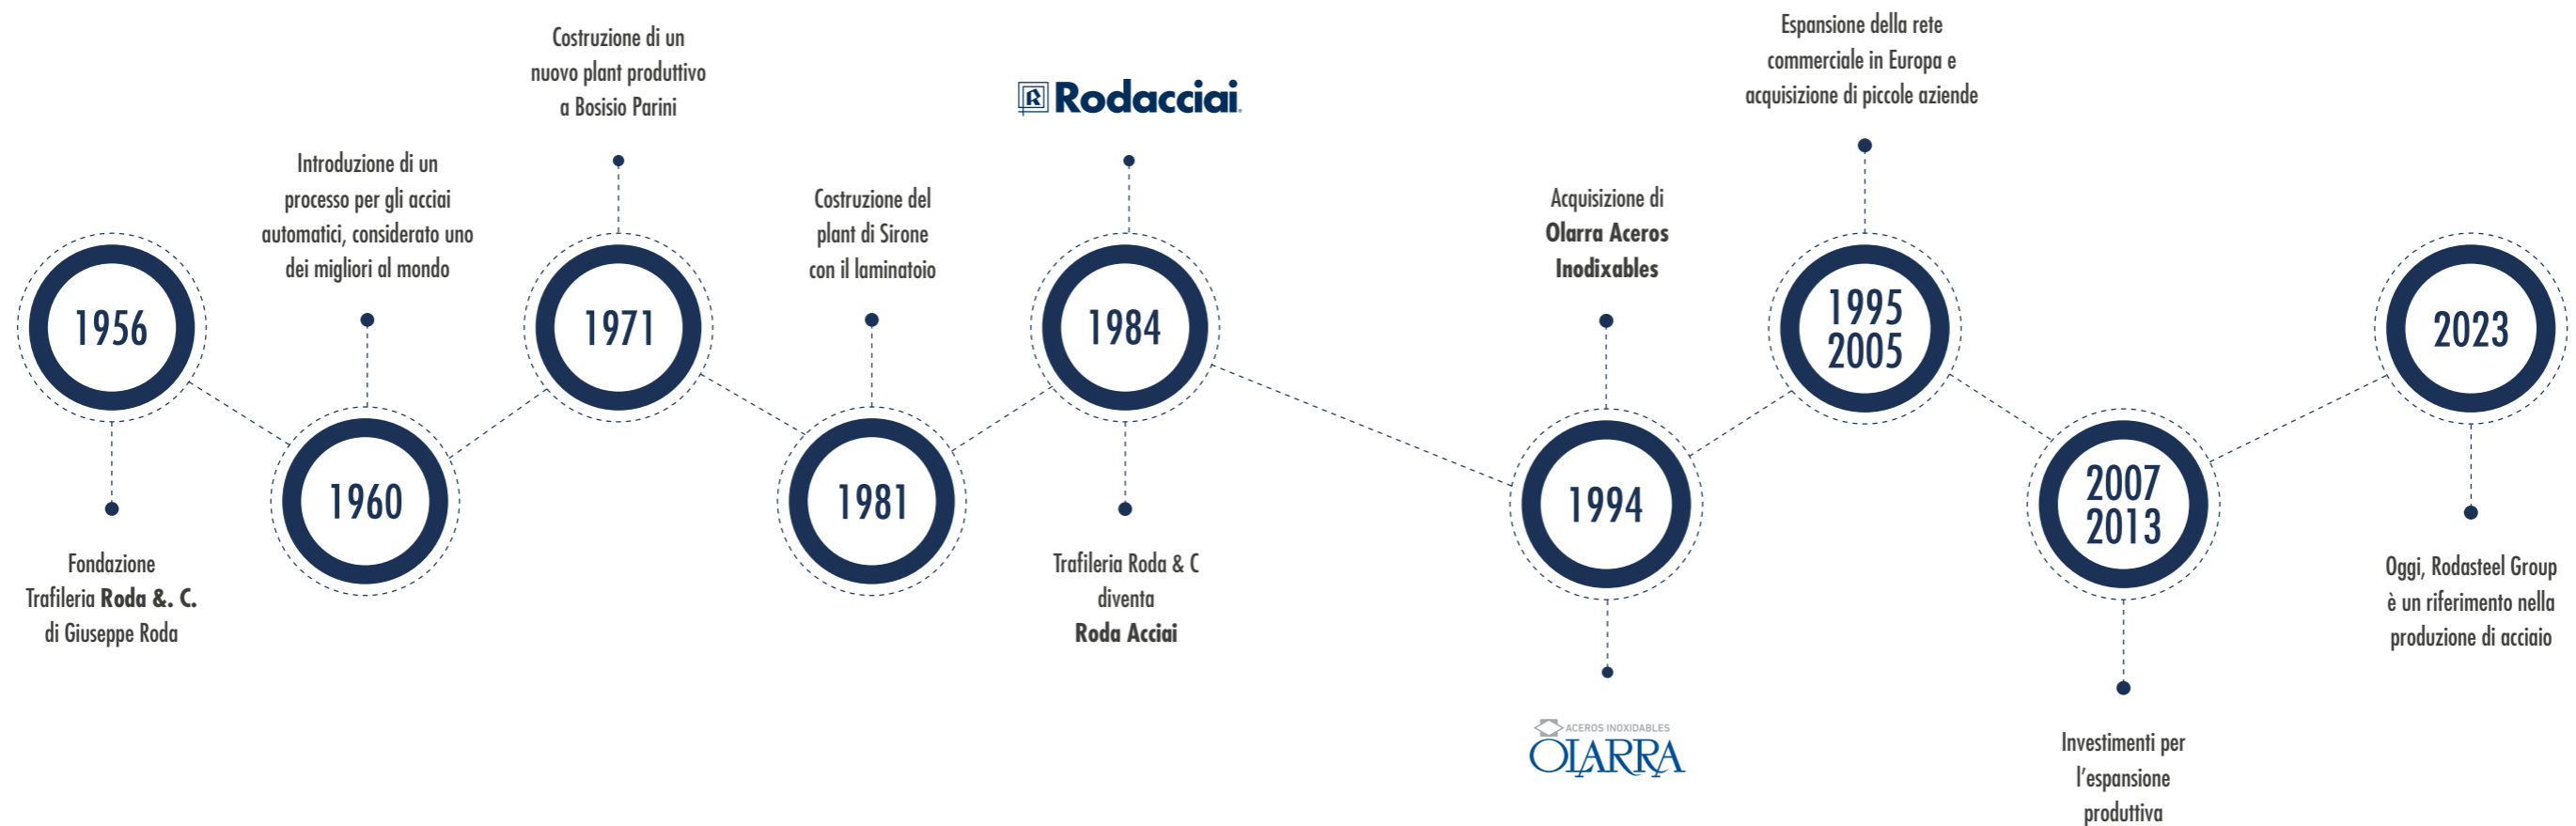 1956
Fondazione
Trafileria Roda &. C.
di Giuseppe Roda
Introduzione di un
processo per gli acciai
automatici, considerato uno
dei migliori al mondo
1960
Costruzione di un
nuovo plant produttivo
a Bosisio Parini
1971
Costruzione del
plant di Sirone
con il laminatoio
1981
R Rodacciai
1984
Trafileria Roda & C
diventa
Roda Acciai
Acquisizione di
Olarra Aceros
Inodixables
1994
ACEROS INOXIDABLES
OLARRA
Espansione della rete
commerciale in Europa e
acquisizione di piccole aziende
1995
2005
2007
2013
Investimenti per
l'espansione
produttiva
2023
Oggi, Rodasteel Group
è un riferimento nella
produzione di acciaio